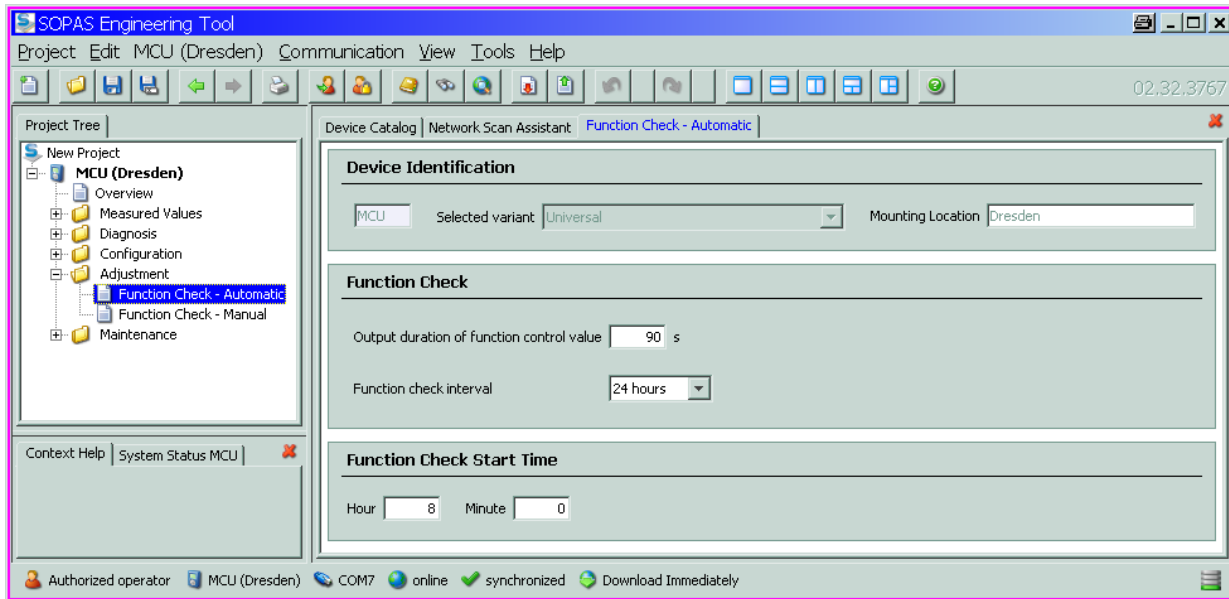 SOPAS Engineering Tool
Project Edit MCU (Dresden) Communication View Tools Help
02.32.3767
Project Tree
New Project
MCU (Dresden)
Overview
Measured Values
Diagnosis
Configuration
Adjustment
Function Check - Automatic
Function Check - Manual
Maintenance
Context Help System Status MCU
Device Catalog Network Scan Assistant Function Check - Automatic
Device Identification
MCU Selected variant Universal Mounting Location Dresden
Function Check
Output duration of function control value 90 s
Function check interval 24 hours
Function Check Start Time
Hour 8 Minute 0
Authorized operator MCU (Dresden) COM7 online synchronized Download Immediately